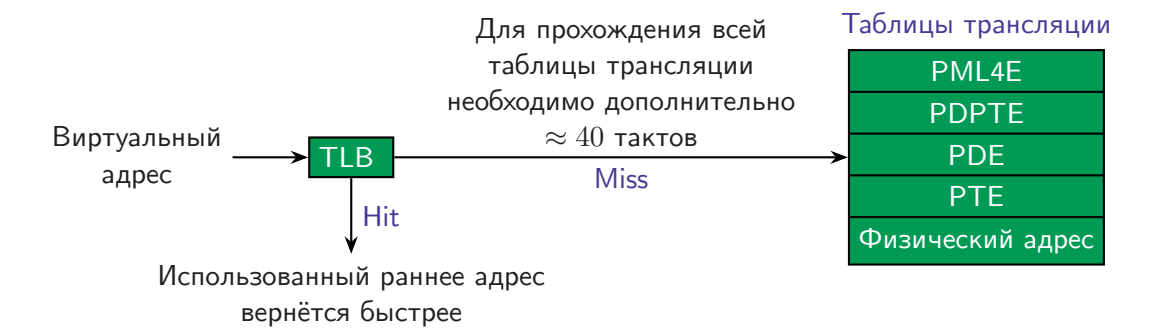 Виртуальный
адрес
TLB
Hit
Использованный раннее адрес
вернётся быстрее
Для прохождения всей
таблицы трансляции
необходимо дополнительно
≈ 40 тактов
Miss
Таблицы трансляции
PML4E
PDPTE
PDE
PTE
Физический адрес